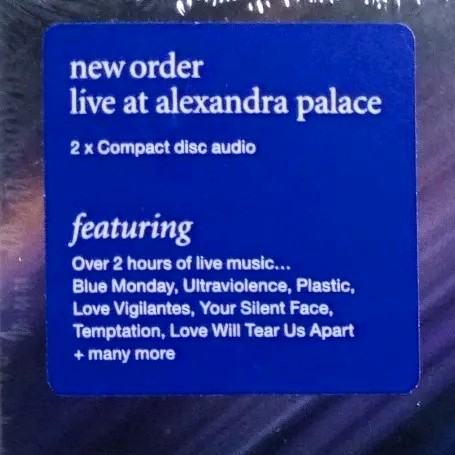 new order
live at alexandra palace
2 x Compact disc audio
featuring
Over 2 hours of live music...
Blue Monday, Ultraviolence, Plastic,
Love Vigilantes, Your Silent Face,
Temptation, Love Will Tear Us Apart
+ many more